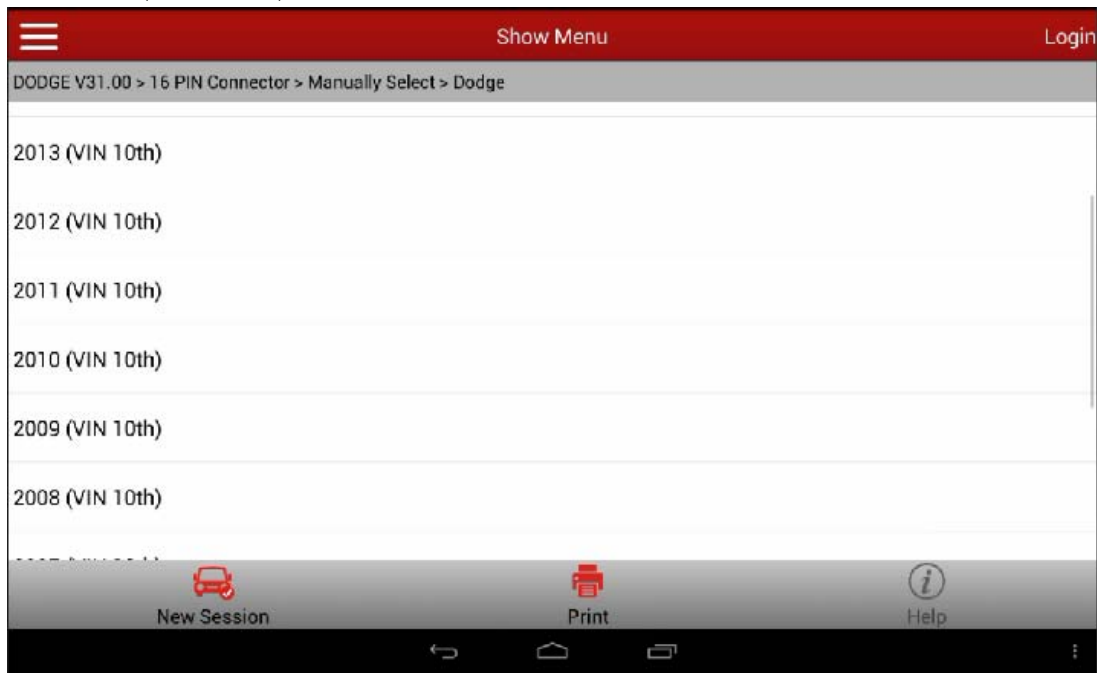 Show Menu
Login
DODGE V31.00 > 16 PIN Connector > Manually Select > Dodge
2013 (VIN 10th)
2012 (VIN 10th)
2011 (VIN 10th)
2010 (VIN 10th)
2009 (VIN 10th)
2008 (VIN 10th)
New Session
Print
Help